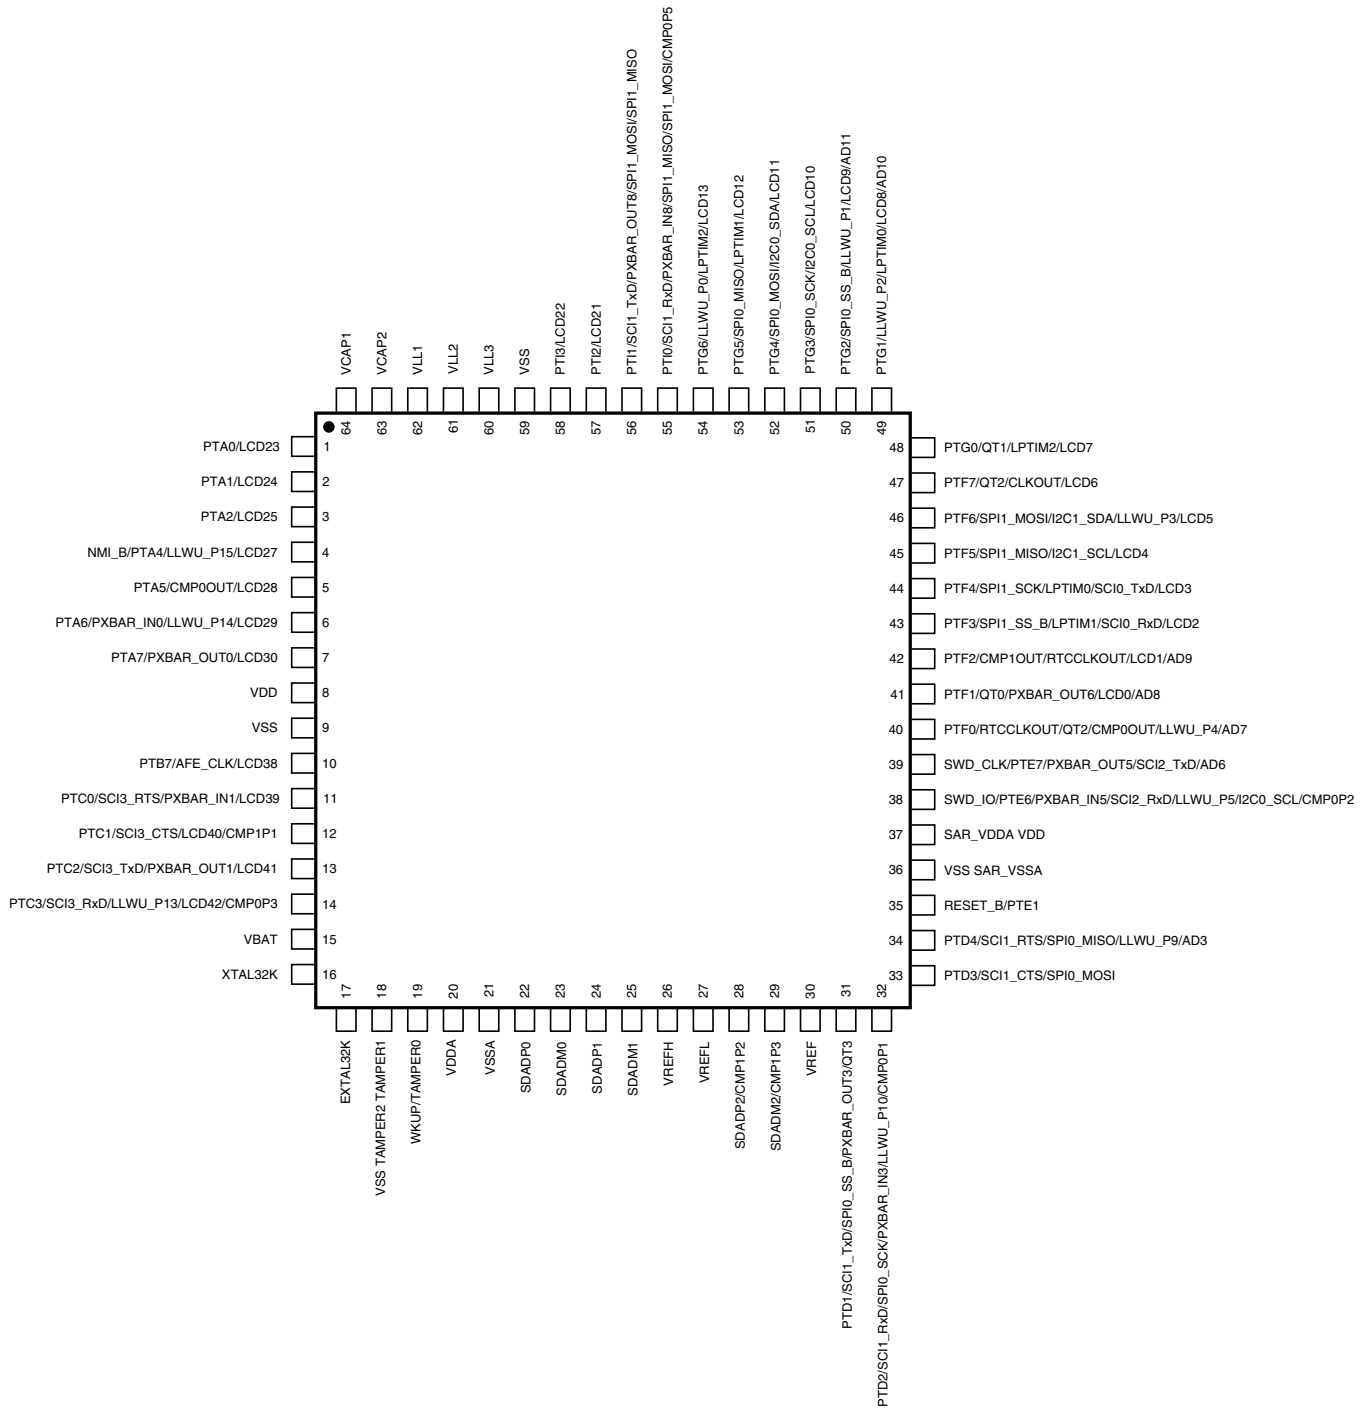 VCAP1
VCAP2
VLL1
VLL2
VLL3
VSS
PTI3/LCD22
PTI2/LCD21
PTI1/SCI1_TxD/PXBAR_OUT8/SPI1_MOSI/SPI1_MISO
PTI0/SCI1_RxD/PXBAR_IN8/SPI1_MISO/SPI1_MOSI/CMP0P5
PTG6/LLWU_P0/LPTIM2/LCD13
PTG5/SPI0_MISO/LPTIM1/LCD12
PTG4/SPI0_MOSI/I2C0_SDA/LCD11
PTG3/SPI0_SCK/I2C0_SCL/LCD10
PTG2/SPI0_SS_B/LLWU_P1/LCD9/AD11
PTG1/LLWU_P2/LPTIM0/LCD8/AD10
64
63
62
61
60
59
58
57
56
55
54
53
52
51
50
49
PTA0/LCD23 1
PTA1/LCD24 2
PTA2/LCD25 3
NMI_B/PTA4/LLWU_P15/LCD27 4
PTA5/CMP0OUT/LCD28 5
PTA6/PXBAR_IN0/LLWU_P14/LCD29 6
PTA7/PXBAR_OUT0/LCD30 7
VDD 8
VSS 9
PTB7/AFE_CLK/LCD38 10
PTC0/SCI3_RTS/PXBAR_IN1/LCD39 11
PTC1/SCI3_CTS/LCD40/CMP1P1 12
PTC2/SCI3_TxD/PXBAR_OUT1/LCD41 13
PTC3/SCI3_RxD/LLWU_P13/LCD42/CMP0P3 14
VBAT 15
XTAL32K 16
48 PTG0/QT1/LPTIM2/LCD7
47 PTF7/QT2/CLKOUT/LCD6
46 PTF6/SPI1_MOSI/I2C1_SDA/LLWU_P3/LCD5
45 PTF5/SPI1_MISO/I2C1_SCL/LCD4
44 PTF4/SPI1_SCK/LPTIM0/SCI0_TxD/LCD3
43 PTF3/SPI1_SS_B/LPTIM1/SCI0_RxD/LCD2
42 PTF2/CMP1OUT/RTCCLKOUT/LCD1/AD9
41 PTF1/QT0/PXBAR_OUT6/LCD0/AD8
40 PTF0/RTCCLKOUT/QT2/CMP0OUT/LLWU_P4/AD7
39 SWD_CLK/PTE7/PXBAR_OUT5/SCI2_TxD/AD6
38 SWD_IO/PTE6/PXBAR_IN5/SCI2_RxD/LLWU_P5/I2C0_SCL/CMP0P2
37 SAR_VDDA VDD
36 VSS SAR_VSSA
35 RESET_B/PTE1
34 PTD4/SCI1_RTS/SPI0_MISO/LLWU_P9/AD3
33 PTD3/SCI1_CTS/SPI0_MOSI
17
18
19
20
21
22
23
24
25
26
27
28
29
30
31
32
EXTAL32K
VSS TAMPER2 TAMPER1
WKUP/TAMPER0
VDDA
VSSA
SDADP0
SDADM0
SDADP1
SDADM1
VREFH
VREFL
SDADP2/CMP1P2
SDADM2/CMP1P3
VREF
PTD1/SCI1_TxD/SPI0_SS_B/PXBAR_OUT3/QT3
PTD2/SCI1_RxD/SPI0_SCK/PXBAR_IN3/LLWU_P10/CMP0P1